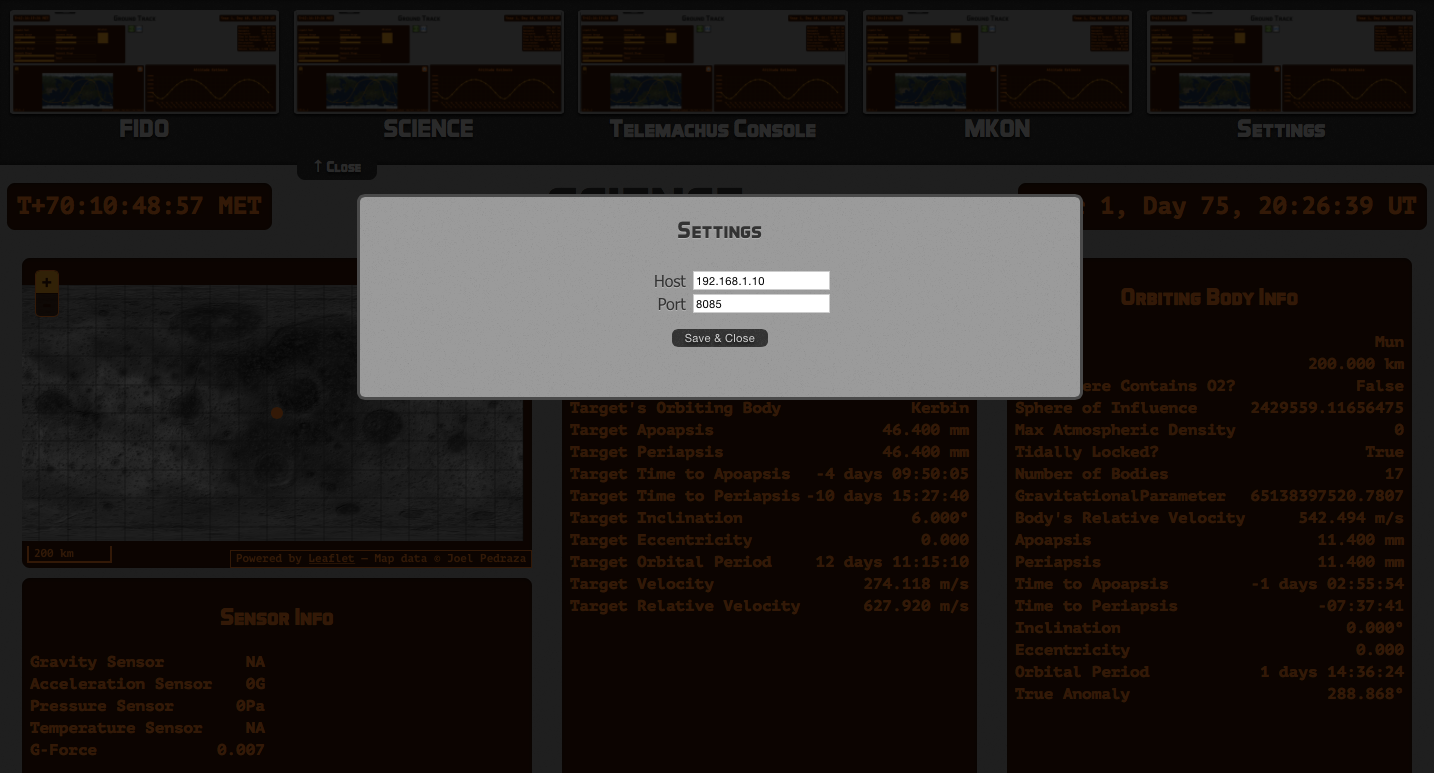 FIDO
SCIENCE
Telemachus Console
MKON
Settings
↑ Close
T+70:10:48:57 MET
1, Day 75, 20:26:39 UT
Settings
Host 192.168.1.10
Port 8085
Save & Close
+
200 km
Powered by Leaflet — Map data © Joel Pedraza
Sensor Info
Gravity Sensor NA
Acceleration Sensor 0G
Pressure Sensor 0Pa
Temperature Sensor NA
G-Force 0.007
Target's Orbiting Body Kerbin
Target Apoapsis 46.400 mm
Target Periapsis 46.400 mm
Target Time to Apoapsis -4 days 09:50:05
Target Time to Periapsis -10 days 15:27:40
Target Inclination 6.000°
Target Eccentricity 0.000
Target Orbital Period 12 days 11:15:10
Target Velocity 274.118 m/s
Target Relative Velocity 627.920 m/s
Orbiting Body Info
Mun
200.000 km
ere Contains O2? False
Sphere of Influence 2429559.11656475
Max Atmospheric Density 0
Tidally Locked? True
Number of Bodies 17
GravitationalParameter 65138397520.7807
Body's Relative Velocity 542.494 m/s
Apoapsis 11.400 mm
Periapsis 11.400 mm
Time to Apoapsis -1 days 02:55:54
Time to Periapsis -07:37:41
Inclination 0.000°
Eccentricity 0.000
Orbital Period 1 days 14:36:24
True Anomaly 288.868°